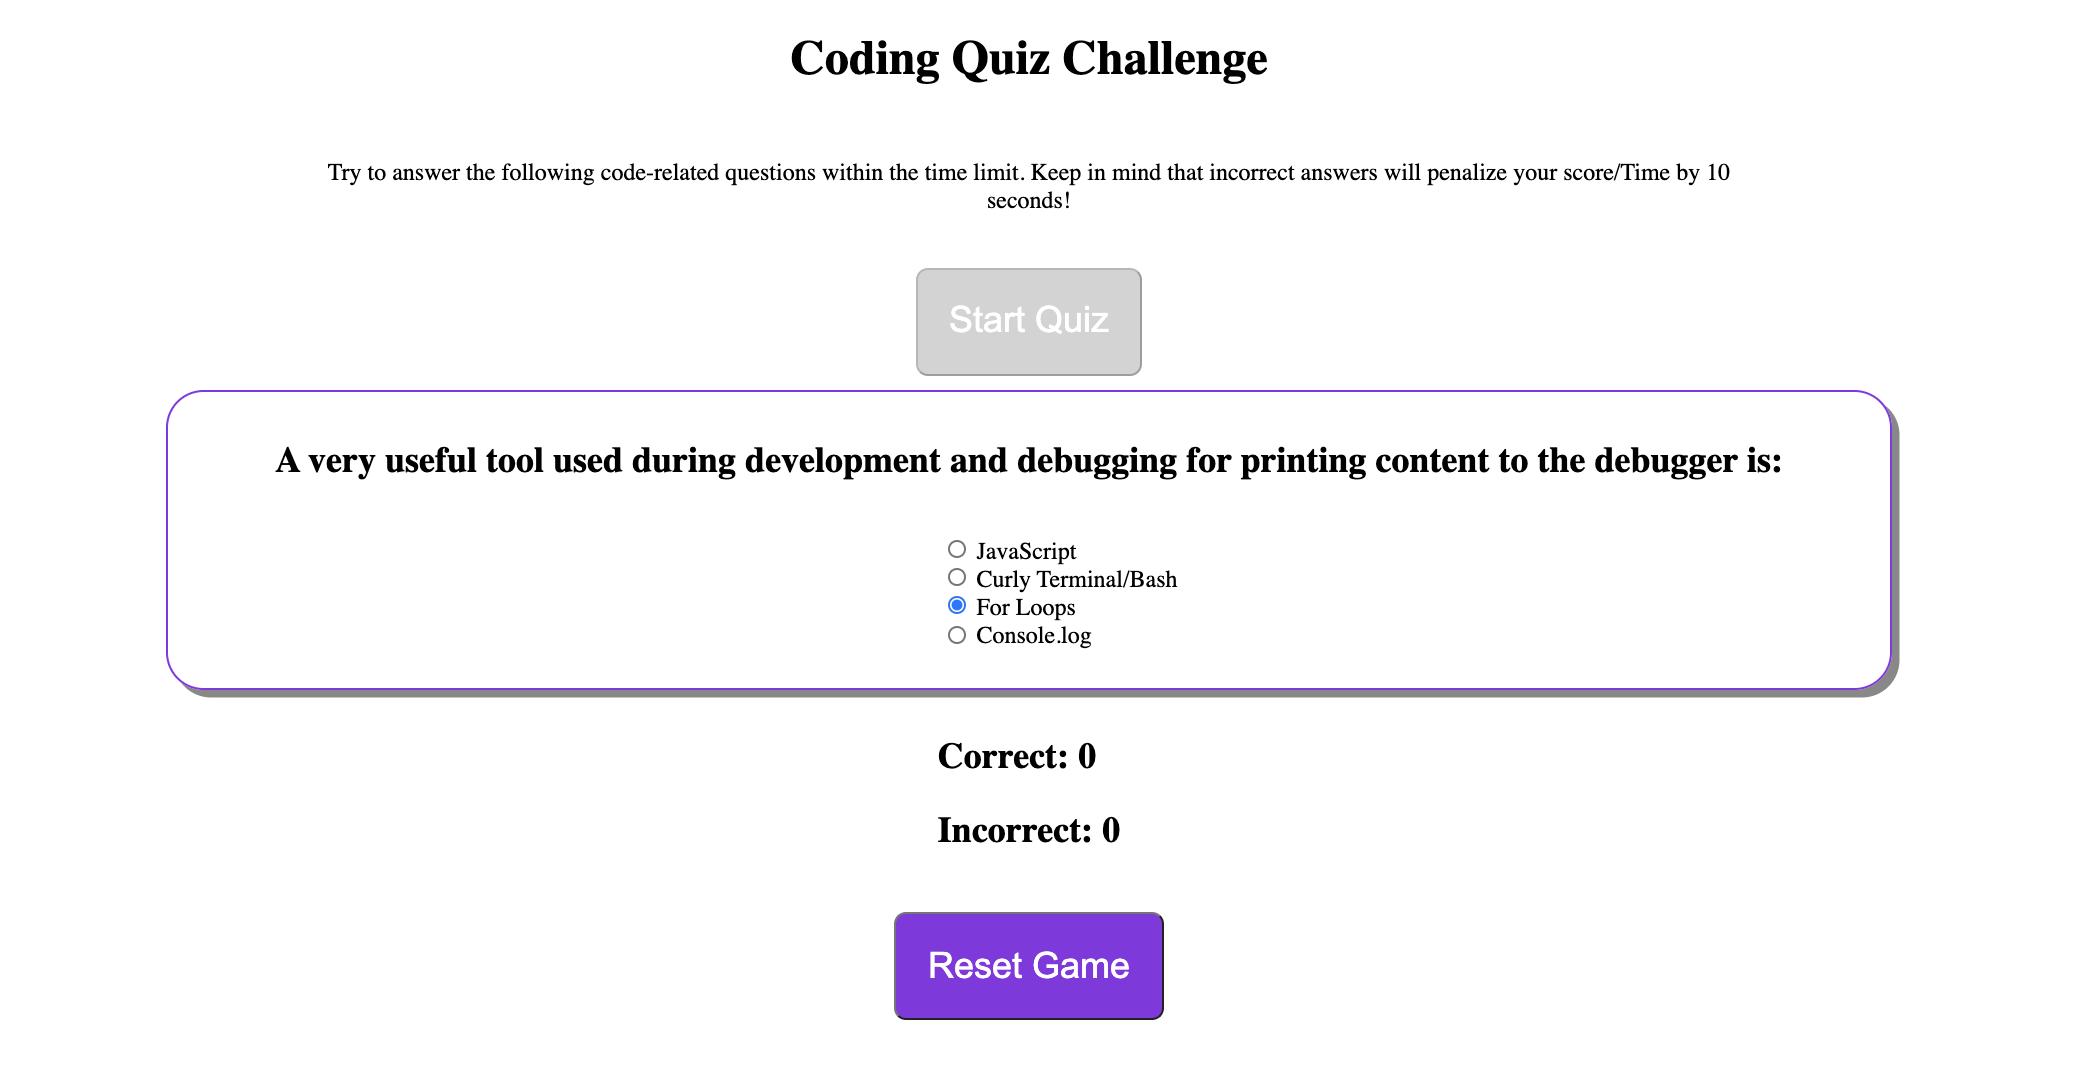 Coding Quiz Challenge
Try to answer the following code-related questions within the time limit. Keep in mind that incorrect answers will penalize your score/Time by 10
seconds!
Start Quiz
A very useful tool used during development and debugging for printing content to the debugger is:
JavaScript
Curly Terminal/Bash
For Loops
Console.log
Correct: 0
Incorrect: 0
Reset Game